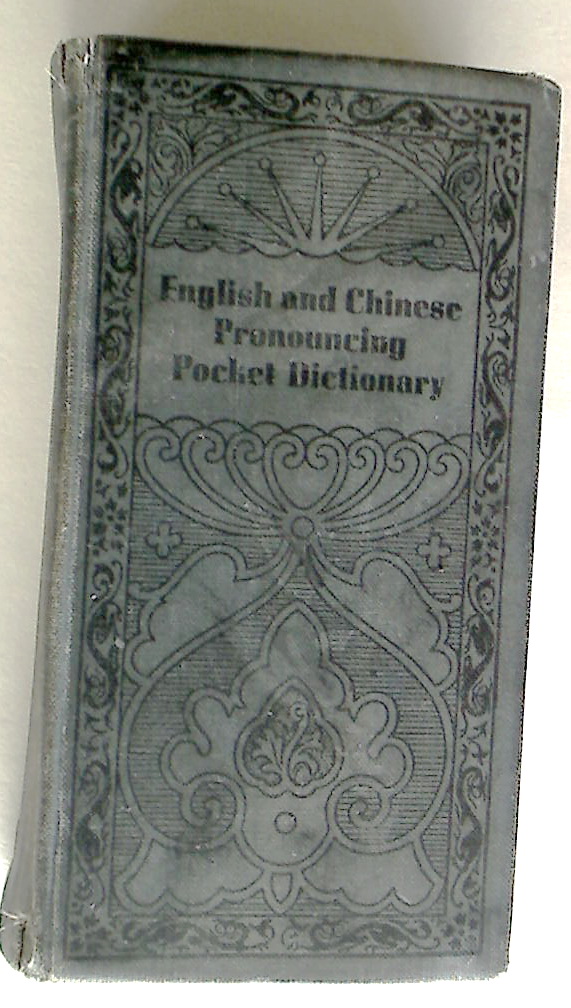 English and Chinese
Pronouncing
Pocket Dictionary